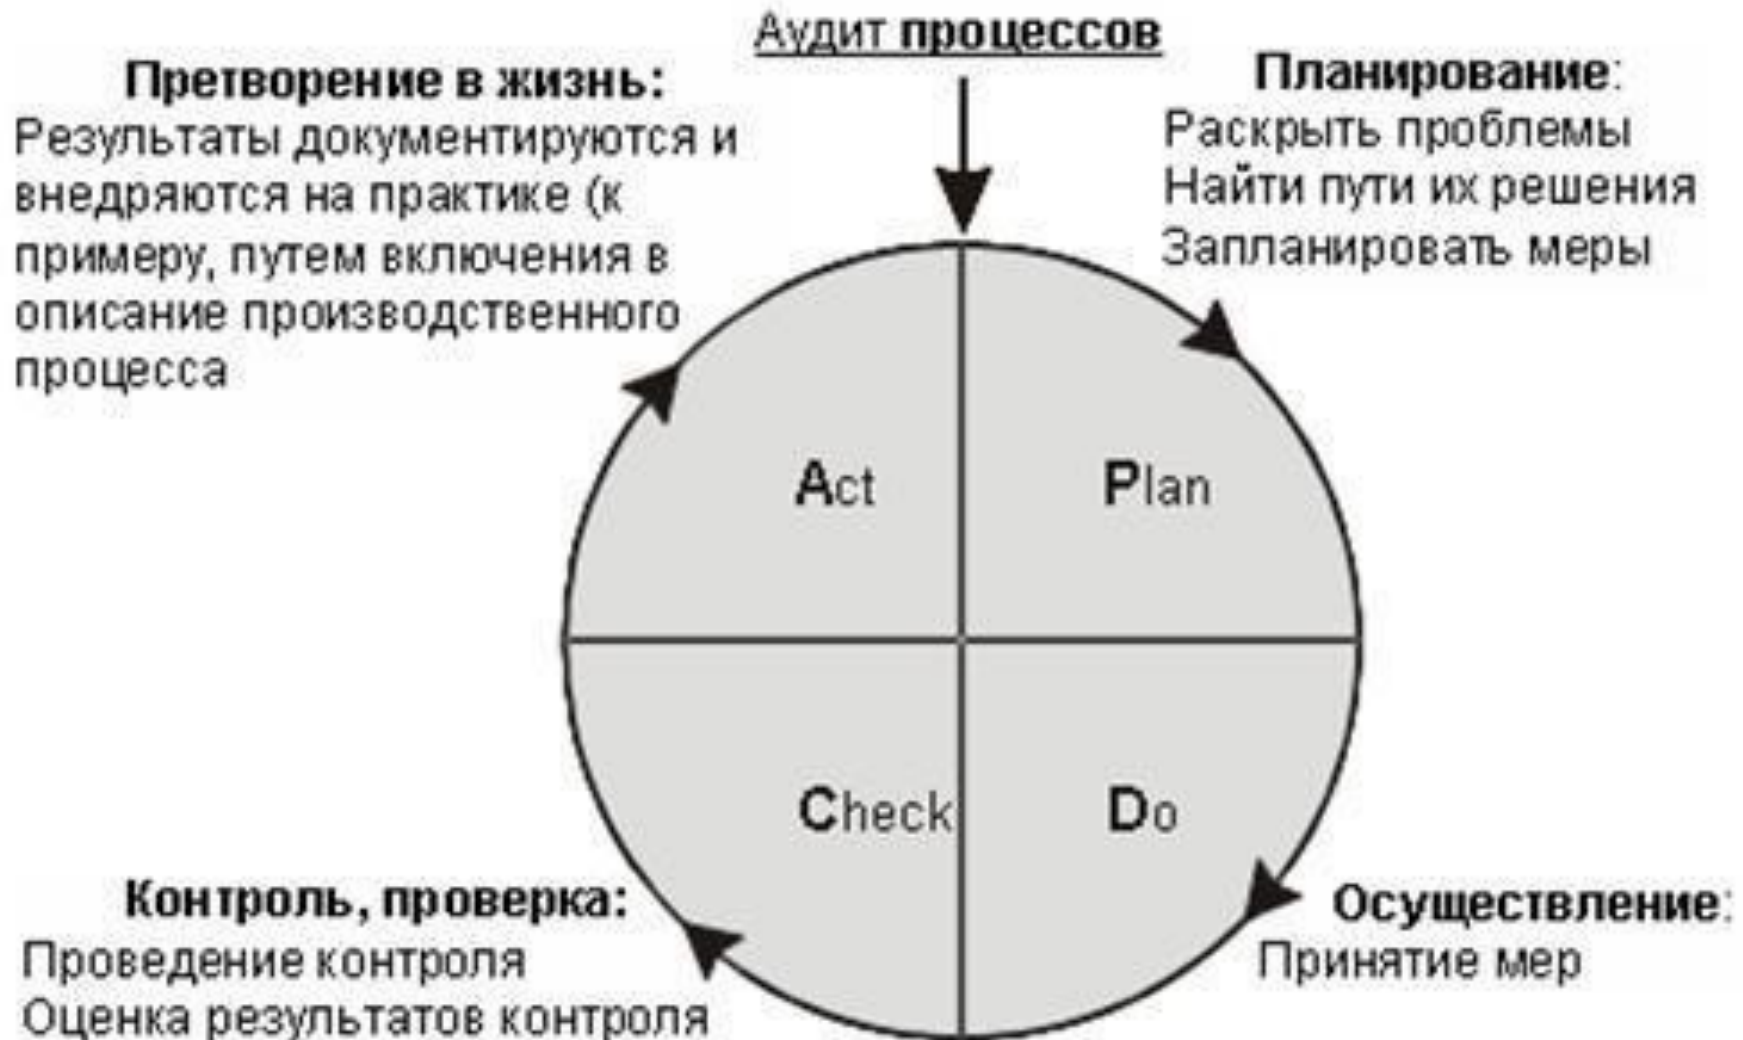 Аудит процессов
Претворение в жизнь:
Результаты документируются и
внедряются на практике (к
примеру, путем включения в
описание производственного
процесса
Планирование:
Раскрыть проблемы
Найти пути их решения
Запланировать меры
Act
Plan
Check
Do
Контроль, проверка:
Проведение контроля
Оценка результатов контроля
Осуществление:
Принятие мер